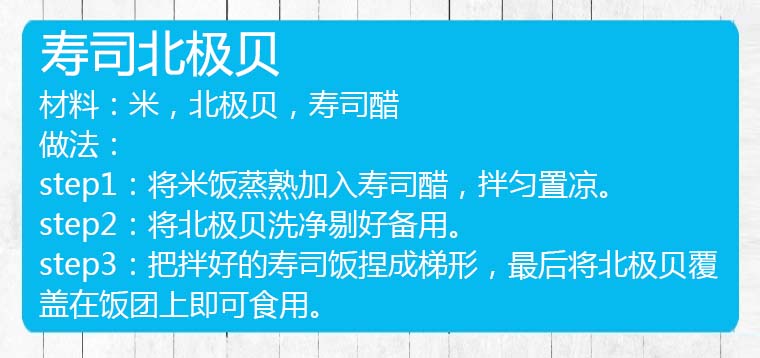 寿司北极贝
材料：米，北极贝，寿司醋
做法：
step1：将米饭蒸熟加入寿司醋，拌匀置凉。
step2：将北极贝洗净剔好备用。
step3：把拌好的寿司饭捏成梯形，最后将北极贝覆
盖在饭团上即可食用。